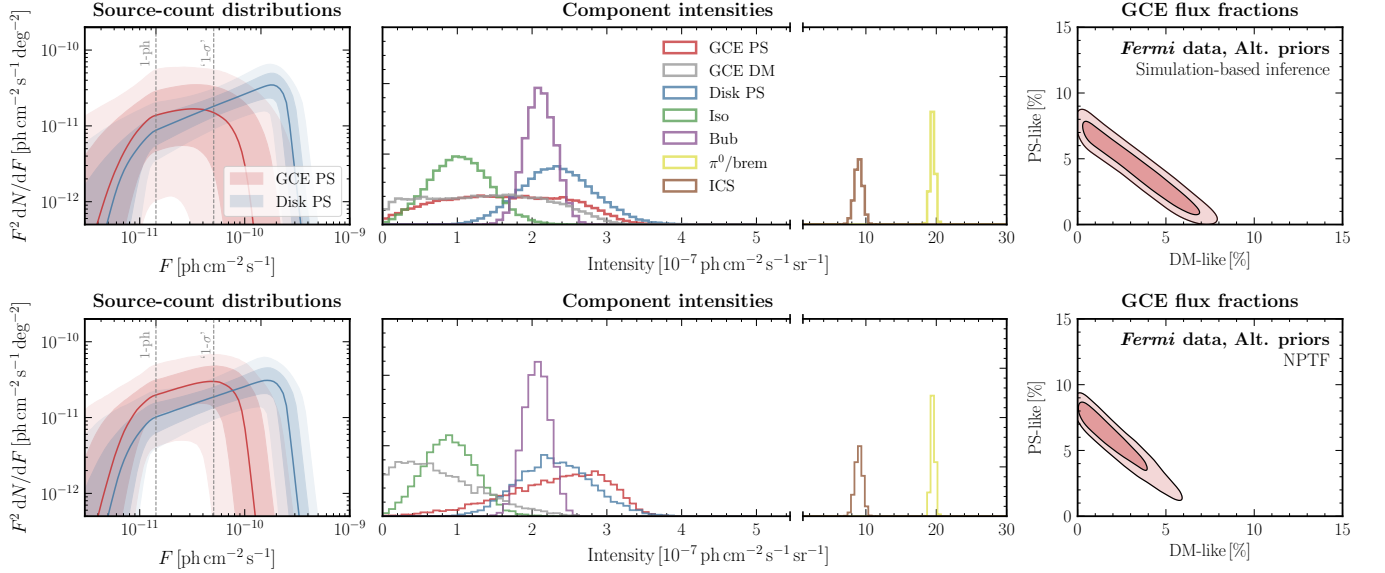 Source-count distributions
Component intensities
GCE flux fractions
F² dN/dF [ph cm⁻² s⁻¹ deg⁻²]
10⁻¹⁰
10⁻¹¹
10⁻¹²
1-ph
‘1-σ’
GCE PS
Disk PS
10⁻¹¹ 10⁻¹⁰ 10⁻⁹
F [ph cm⁻² s⁻¹]
GCE PS
GCE DM
Disk PS
Iso
Bub
π⁰/brem
ICS
0 1 2 3 4 5 10 20 30
Intensity [10⁻⁷ ph cm⁻² s⁻¹ sr⁻¹]
PS-like [%]
15
10
5
0
Fermi data, Alt. priors
Simulation-based inference
0 5 10 15
DM-like [%]
Source-count distributions
Component intensities
GCE flux fractions
F² dN/dF [ph cm⁻² s⁻¹ deg⁻²]
10⁻¹⁰
10⁻¹¹
10⁻¹²
1-ph
‘1-σ’
10⁻¹¹ 10⁻¹⁰ 10⁻⁹
F [ph cm⁻² s⁻¹]
0 1 2 3 4 5 10 20 30
Intensity [10⁻⁷ ph cm⁻² s⁻¹ sr⁻¹]
PS-like [%]
15
10
5
0
Fermi data, Alt. priors
NPTF
0 5 10 15
DM-like [%]